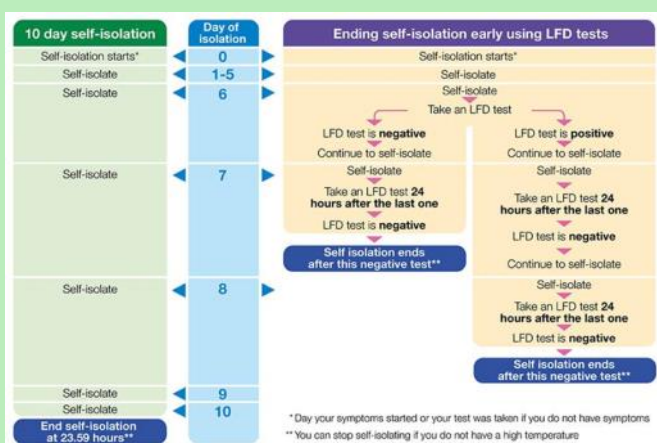 10 day self-isolation
Day of
isolation
Ending self-isolation early using LFD tests
Self-isolation starts*
0
Self-isolation starts*
Self-isolate
1-5
Self-isolate
Self-isolate
6
Self-isolate
Take an LFD test
LFD test is negative
LFD test is positive
Continue to self-isolate
Continue to self-isolate
Self-isolate
7
Self-isolate
Self-isolate
Take an LFD test 24
hours after the last one
Take an LFD test 24
hours after the last one
LFD test is negative
LFD test is negative
Self isolation ends
after this negative test**
Continue to self-isolate
Self-isolate
8
Self-isolate
Take an LFD test 24
hours after the last one
LFD test is negative
Self isolation ends
after this negative test**
Self-isolate
9
Self-isolate
10
End self-isolation
at 23.59 hours**
* Day your symptoms started or your test was taken if you do not have symptoms
** You can stop self-isolating if you do not have a high temperature